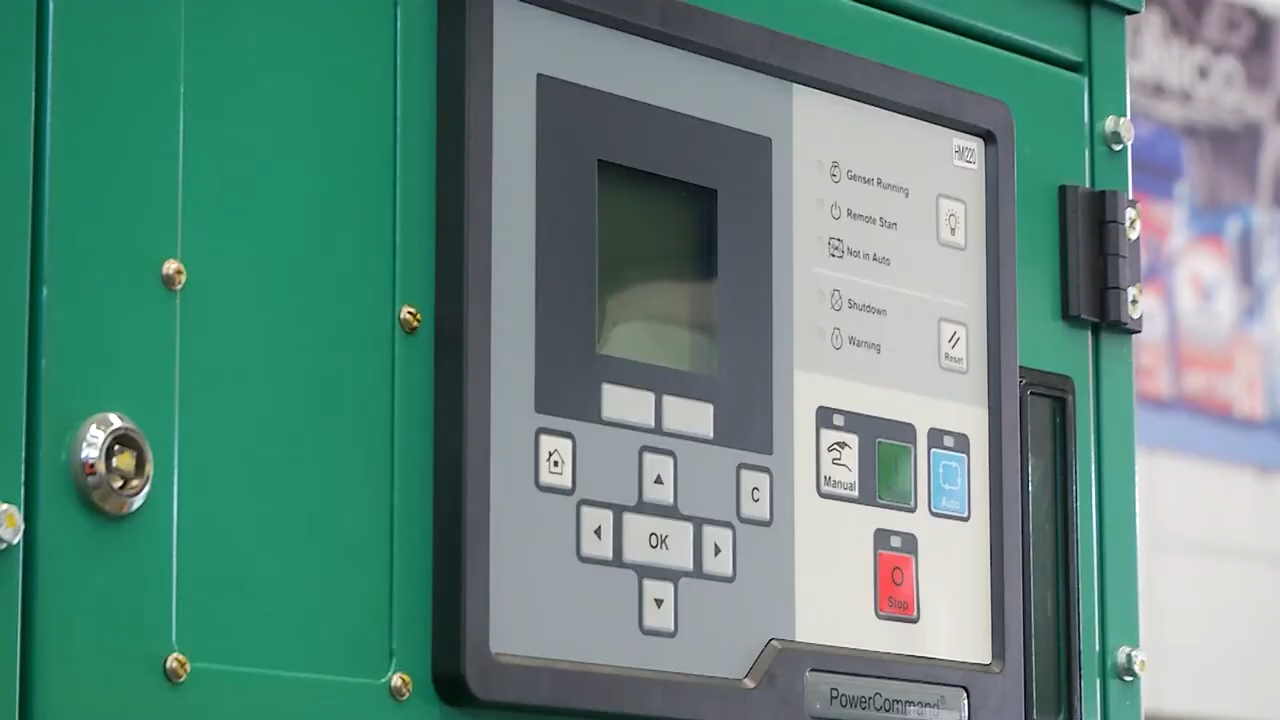 HMI220
Genset Running
Remote Start
Not in Auto
Shutdown
Warning
Reset
Manual
Auto
C
OK
Stop
PowerCommand®